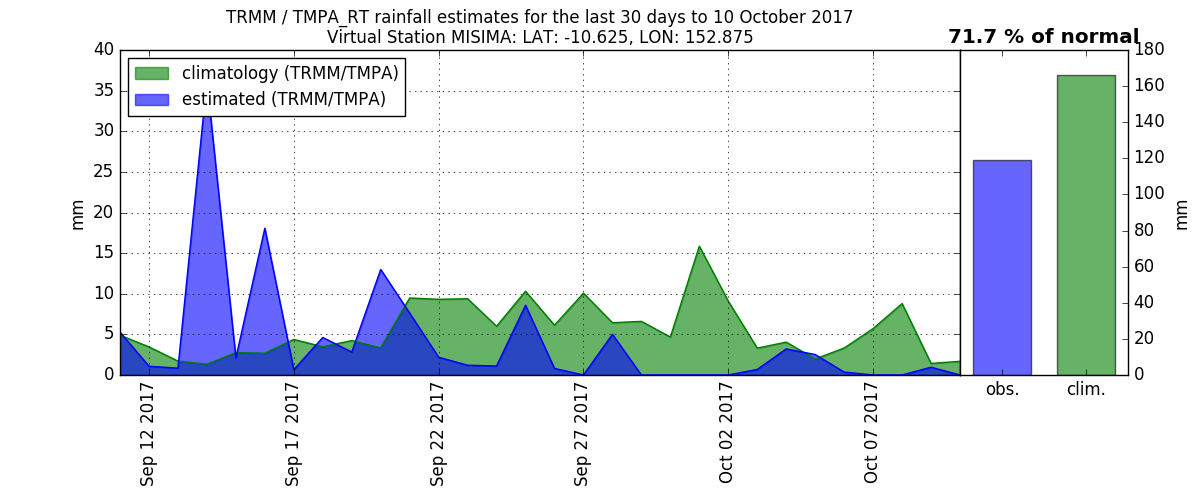 TRMM / TMPA_RT rainfall estimates for the last 30 days to 10 October 2017
Virtual Station MISIMA: LAT: -10.625, LON: 152.875
71.7 % of normal
climatology (TRMM/TMPA)
estimated (TRMM/TMPA)
40
35
30
25
20
15
10
5
0
mm
Sep 12 2017
Sep 17 2017
Sep 22 2017
Sep 27 2017
Oct 02 2017
Oct 07 2017
obs.
clim.
180
160
140
120
100
80
60
40
20
0
mm